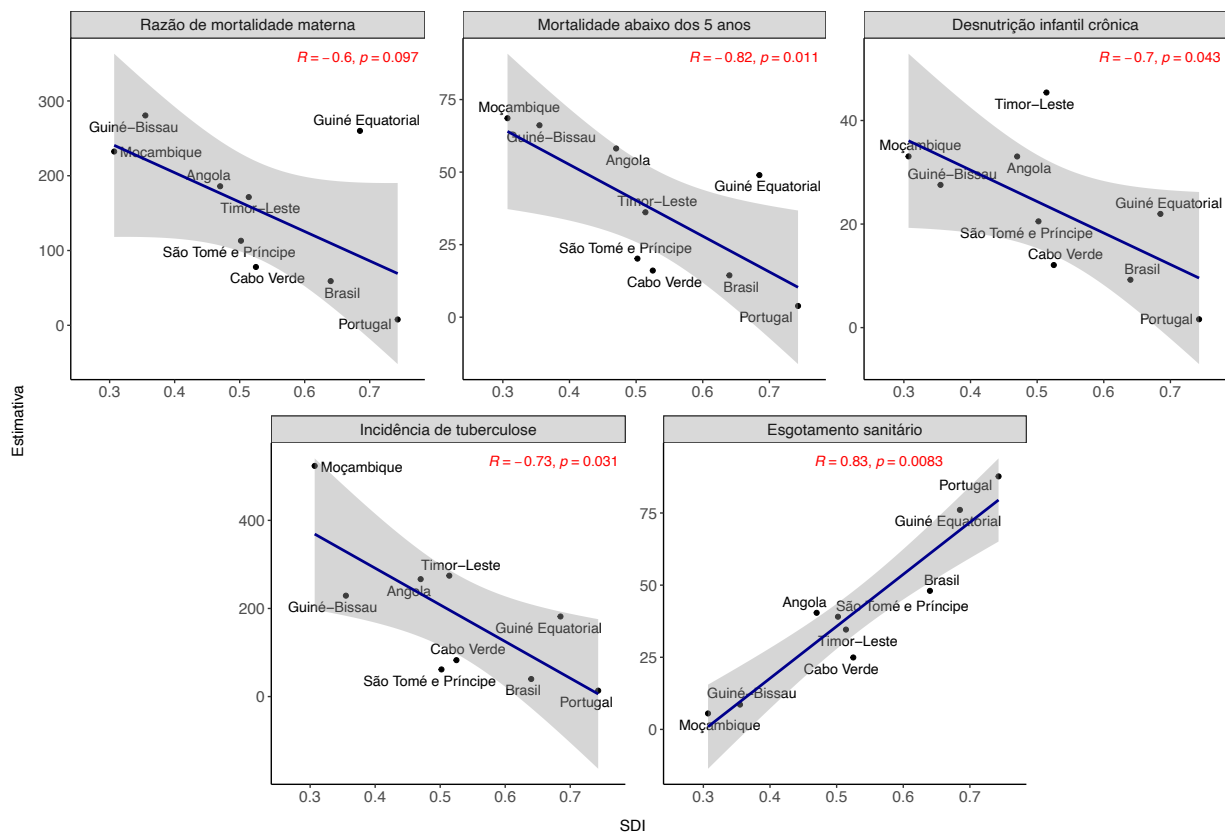 Razão de mortalidade materna
R = −0.6, p = 0.097
300
200
100
0
Guiné−Bissau
Moçambique
Angola
Timor−Leste
São Tomé e Príncipe
Cabo Verde
Brasil
Portugal
Guiné Equatorial
0.3 0.4 0.5 0.6 0.7
Mortalidade abaixo dos 5 anos
R = −0.82, p = 0.011
75
50
25
0
Moçambique
Guiné−Bissau
Angola
Guiné Equatorial
Timor−Leste
São Tomé e Príncipe
Cabo Verde
Brasil
Portugal
0.3 0.4 0.5 0.6 0.7
Desnutrição infantil crônica
R = −0.7, p = 0.043
40
20
0
Timor−Leste
Moçambique
Angola
Guiné−Bissau
Guiné Equatorial
São Tomé e Príncipe
Cabo Verde
Brasil
Portugal
0.3 0.4 0.5 0.6 0.7
Estimativa
Incidência de tuberculose
R = −0.73, p = 0.031
400
200
0
Moçambique
Timor−Leste
Angola
Guiné−Bissau
Guiné Equatorial
Cabo Verde
São Tomé e Príncipe
Brasil
Portugal
0.3 0.4 0.5 0.6 0.7
Esgotamento sanitário
R = 0.83, p = 0.0083
75
50
25
0
Portugal
Guiné Equatorial
Brasil
Angola
São Tomé e Príncipe
Timor−Leste
Cabo Verde
Guiné−Bissau
Moçambique
0.3 0.4 0.5 0.6 0.7
SDI